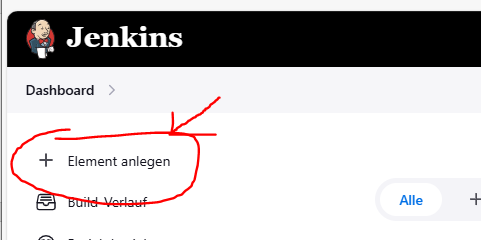 Jenkins
Dashboard
Element anlegen
Build-Verlauf
Alle